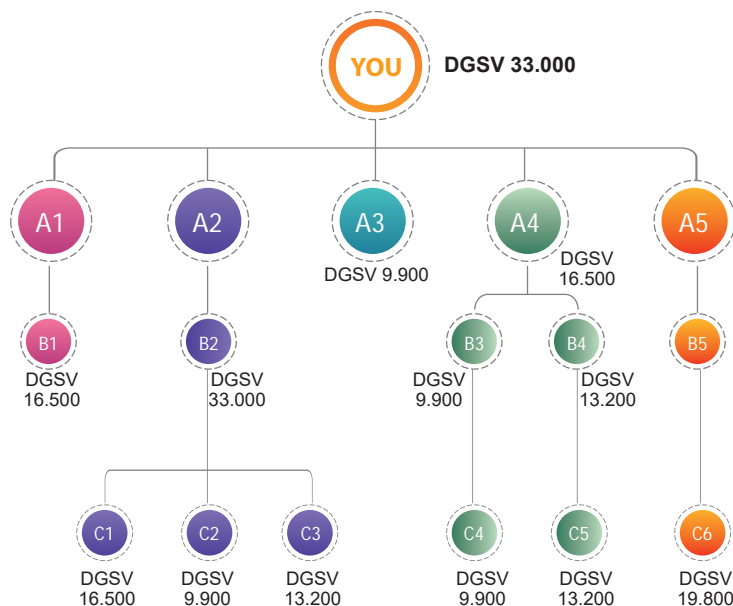 YOU
DGSV 33.000
A1
A2
A3
A4
A5
DGSV 9.900
DGSV
16.500
B1
B2
B3
B4
B5
DGSV
16.500
DGSV
33.000
DGSV
9.900
DGSV
13.200
C1
C2
C3
C4
C5
C6
DGSV
16.500
DGSV
9.900
DGSV
13.200
DGSV
9.900
DGSV
13.200
DGSV
19.800